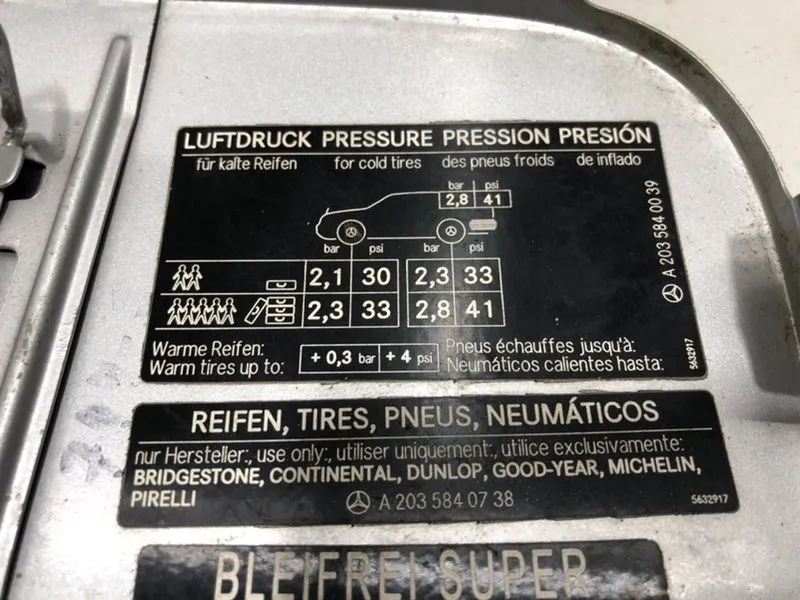 LUFTDRUCK PRESSURE PRESSION PRESIÓN
für kalte Reifen for cold tires des pneus froids de inflado
bar psi
2,8 41
bar psi bar psi
2,1 30 2,3 33
2,3 33 2,8 41
Warme Reifen: + 0,3 bar + 4 psi Pneus échauffes jusqu'à:
Warm tires up to: Neumáticos calientes hasta:
A 203 584 00 39
5632917
REIFEN, TIRES, PNEUS, NEUMÁTICOS
nur Hersteller:, use only:, utiliser uniquement:, utilice exclusivamente:
BRIDGESTONE, CONTINENTAL, DUNLOP, GOOD-YEAR, MICHELIN,
PIRELLI A 203 584 07 38 5632917
BLEIFREI SUPER